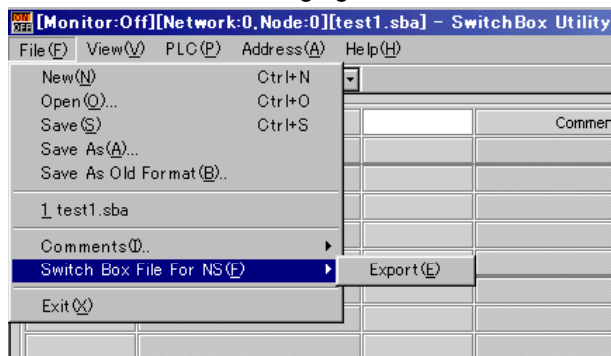 [Monitor:Off][Network:0,Node:0][test1.sba] - SwitchBox Utility
File(F) View(V) PLC(P) Address(A) Help(H)
New(N) Ctrl+N
Open(O)... Ctrl+O
Save(S) Ctrl+S
Save As(A)...
Save As Old Format(B)..
1 test1.sba
Comments(I)..
Switch Box File For NS(F)
Export(E)
Exit(X)